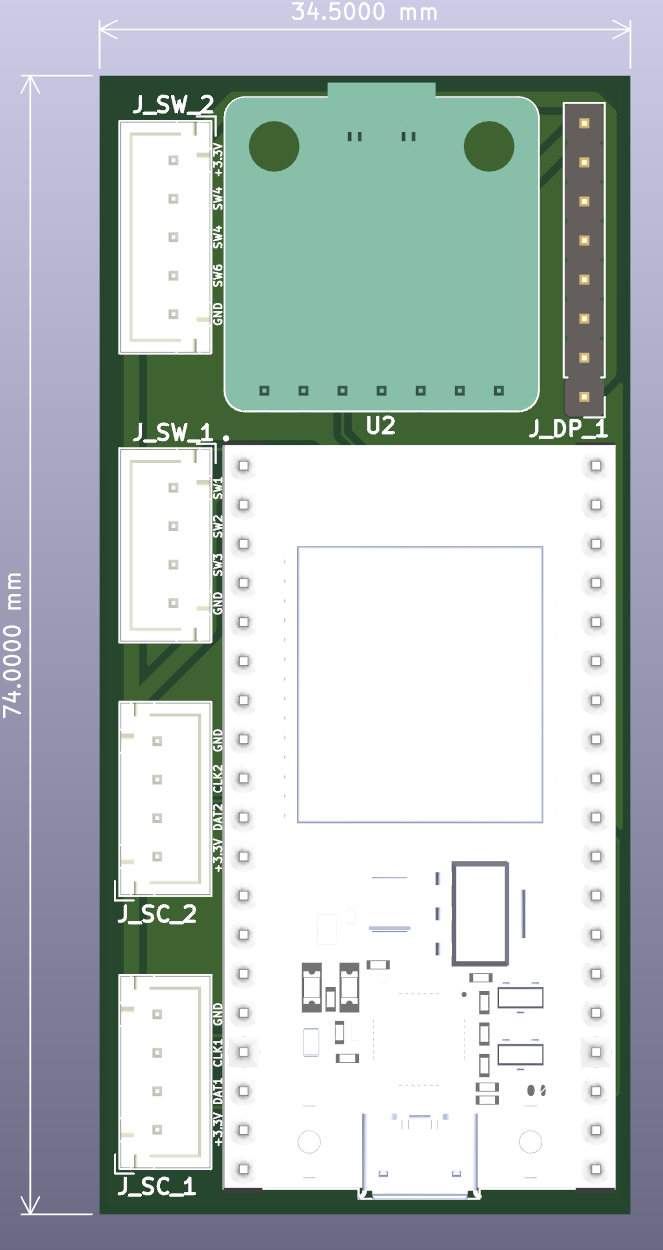 34.5000 mm
J_SW_2
+3.3V
SW4
SW4
SW6
GND
U2
J_DP_1
J_SW_1
SW1
SW2
SW3
GND
74.0000 mm
GND
CLK2
DAT2
+3.3V
J_SC_2
GND
CLK1
DAT1
+3.3V
J_SC_1